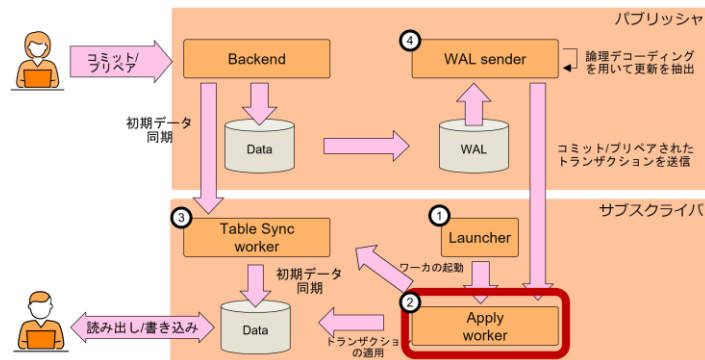 パブリッシャ
コミット/
プリペア
Backend
④
WAL sender
論理デコーディング
を用いて更新を抽出
初期データ
同期
Data
WAL
コミット/プリペアされた
トランザクションを送信
サブスクライバ
③
Table Sync
worker
①
Launcher
ワーカの起動
初期データ
同期
②
Apply
worker
読み出し/書き込み
Data
トランザクション
の適用